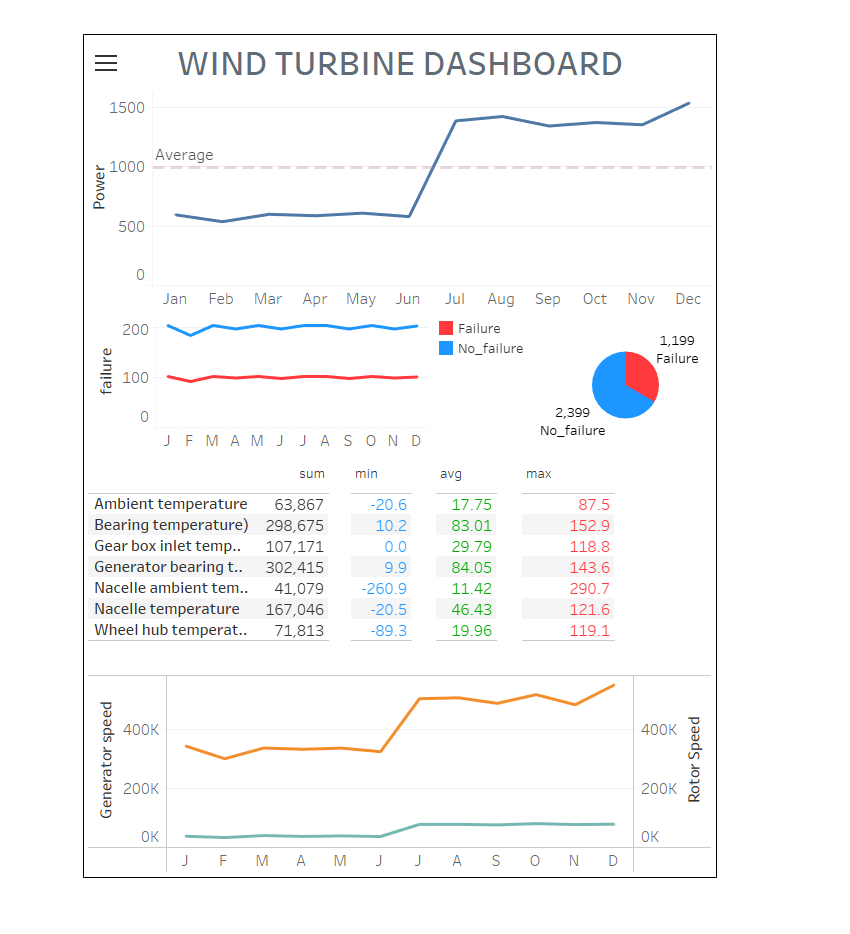 WIND TURBINE DASHBOARD
1500
Average
1000
Power
500
0
Jan Feb Mar Apr May Jun Jul Aug Sep Oct Nov Dec
200
failure
100
0
J F M A M J J A S O N D
Failure
No_failure
1,199
Failure
2,399
No_failure
sum min avg max
Ambient temperature 63,867 -20.6 17.75 87.5
Bearing temperature) 298,675 10.2 83.01 152.9
Gear box inlet temp.. 107,171 0.0 29.79 118.8
Generator bearing t.. 302,415 9.9 84.05 143.6
Nacelle ambient tem.. 41,079 -260.9 11.42 290.7
Nacelle temperature 167,046 -20.5 46.43 121.6
Wheel hub temperat.. 71,813 -89.3 19.96 119.1
Generator speed
400K
200K
0K
400K
200K
0K
Rotor Speed
J F M A M J J A S O N D